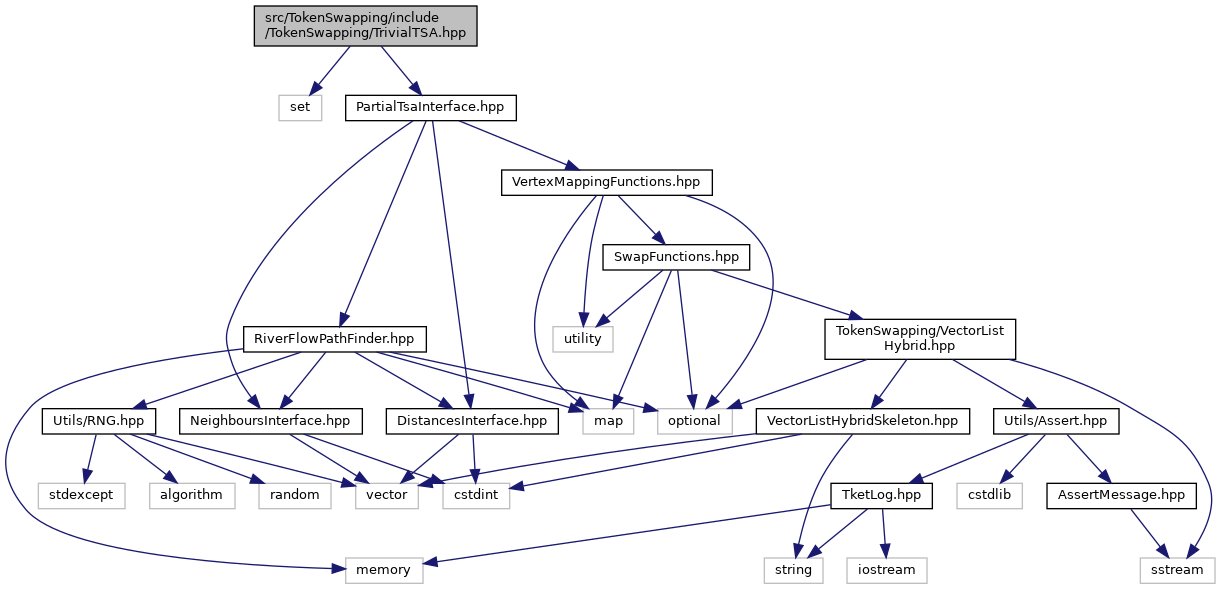 src/TokenSwapping/include
/TokenSwapping/TrivialTSA.hpp
set
PartialTsaInterface.hpp
VertexMappingFunctions.hpp
SwapFunctions.hpp
utility
RiverFlowPathFinder.hpp
TokenSwapping/VectorList
Hybrid.hpp
Utils/RNG.hpp
NeighboursInterface.hpp
DistancesInterface.hpp
map
optional
VectorListHybridSkeleton.hpp
Utils/Assert.hpp
stdexcept
algorithm
random
vector
cstdint
TketLog.hpp
cstdlib
AssertMessage.hpp
memory
string
iostream
sstream